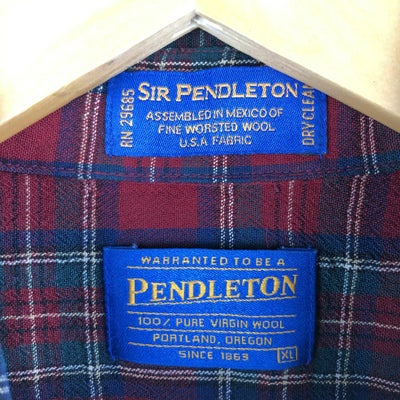 RN 29685
SIR PENDLETON
ASSEMBLED IN MEXICO OF
FINE WORSTED WOOL
U.S.A FABRIC
DRY CLEAN
WARRANTED TO BE A
PENDLETON
100% PURE VIRGIN WOOL
PORTLAND, OREGON
SINCE 1863
XL